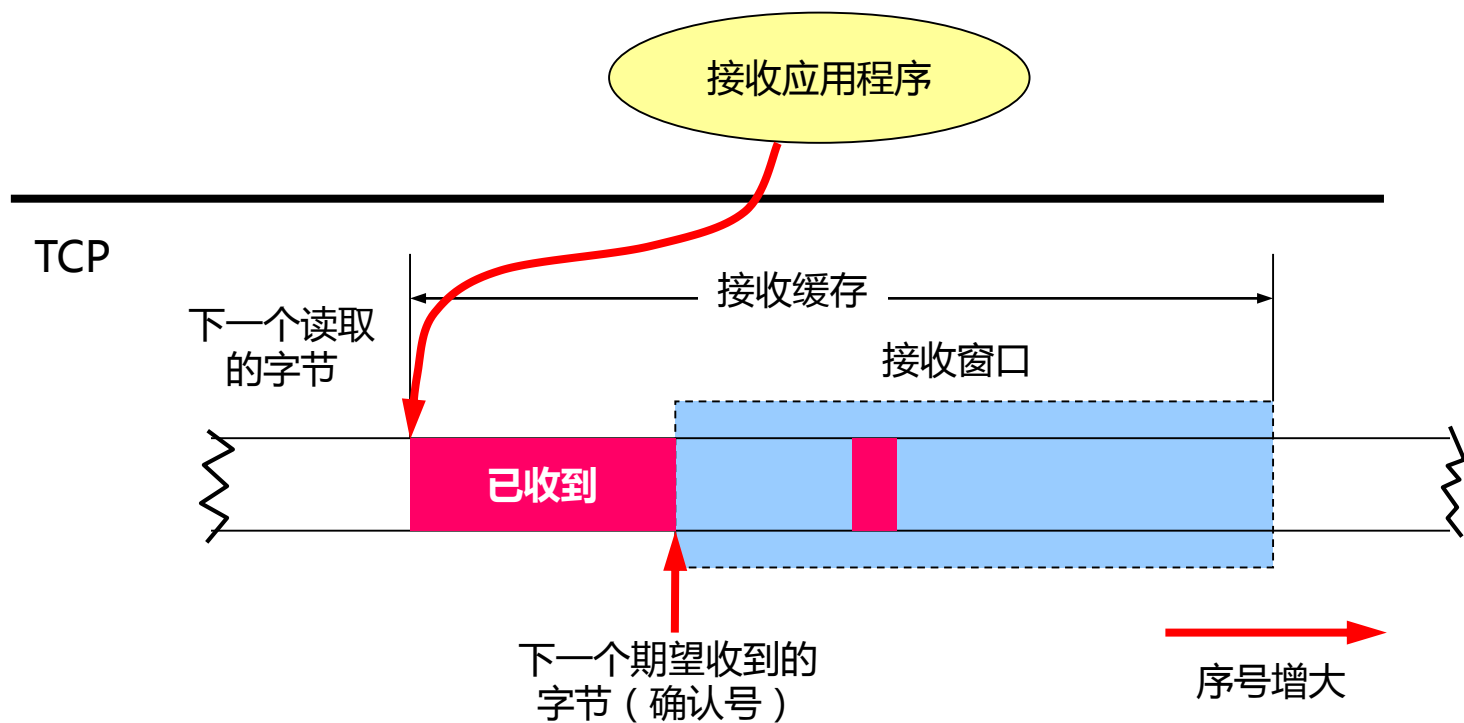 接收应用程序
TCP
接收缓存
下一个读取
的字节
接收窗口
已收到
下一个期望收到的
字节（确认号）
序号增大